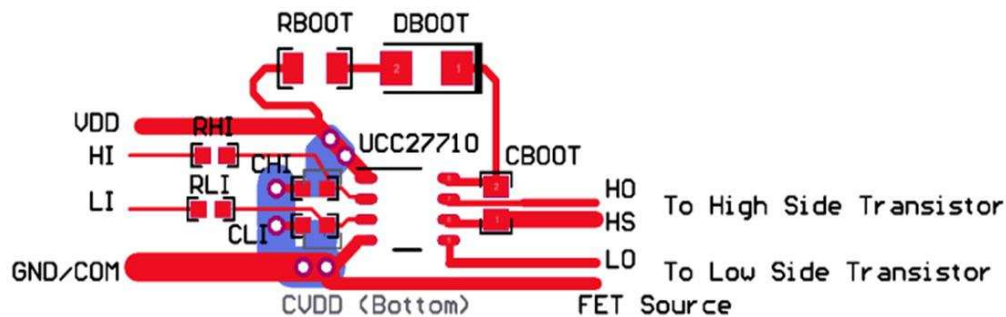 RBOOT DBOOT
2 1
VDD RHI UCC27710
HI CHI CBOOT
2
LI RLI HO
To High Side Transistor
1 HS
CLI
GND/COM LO
To Low Side Transistor
CVDD (Bottom) FET Source